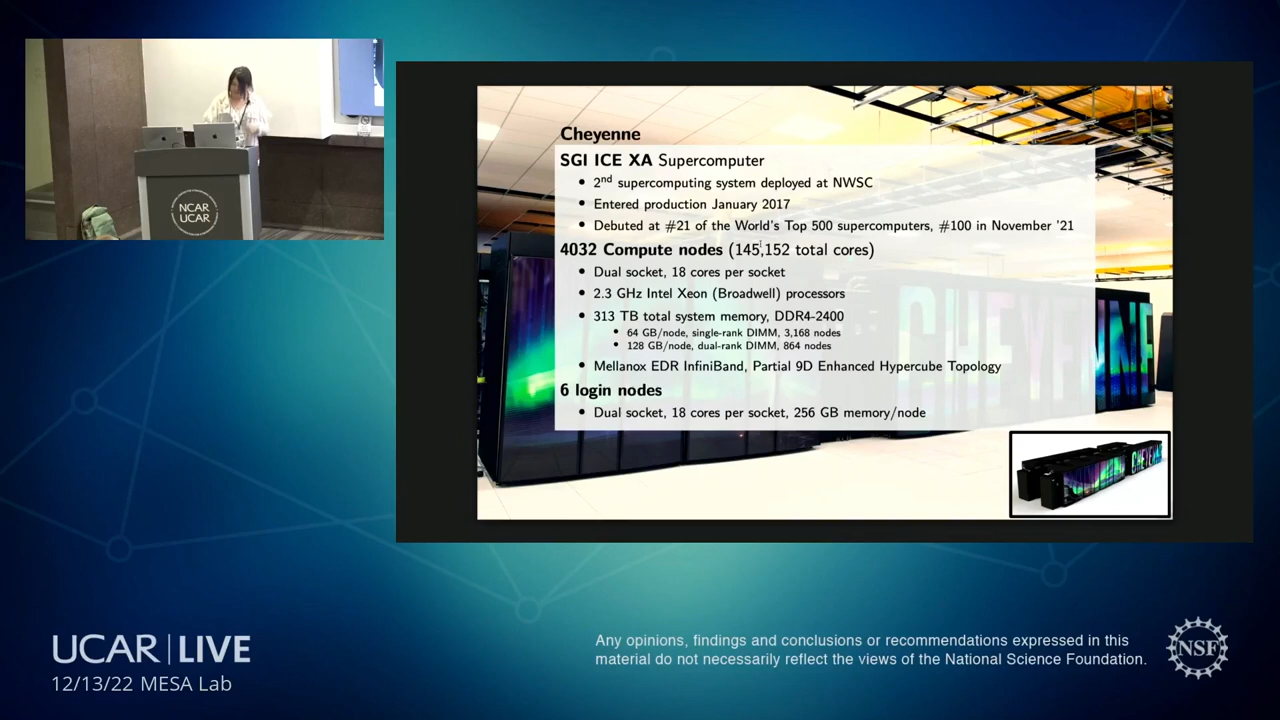 NCAR
UCAR
Cheyenne
SGI ICE XA Supercomputer
• 2nd supercomputing system deployed at NWSC
• Entered production January 2017
• Debuted at #21 of the World's Top 500 supercomputers, #100 in November '21
4032 Compute nodes (145,152 total cores)
• Dual socket, 18 cores per socket
• 2.3 GHz Intel Xeon (Broadwell) processors
• 313 TB total system memory, DDR4-2400
• 64 GB/node, single-rank DIMM, 3,168 nodes
• 128 GB/node, dual-rank DIMM, 864 nodes
• Mellanox EDR InfiniBand, Partial 9D Enhanced Hypercube Topology
6 login nodes
• Dual socket, 18 cores per socket, 256 GB memory/node
CHEYENNE
CHEYENNE
UCAR | LIVE
12/13/22 MESA Lab
Any opinions, findings and conclusions or recommendations expressed in this
material do not necessarily reflect the views of the National Science Foundation.
NSF